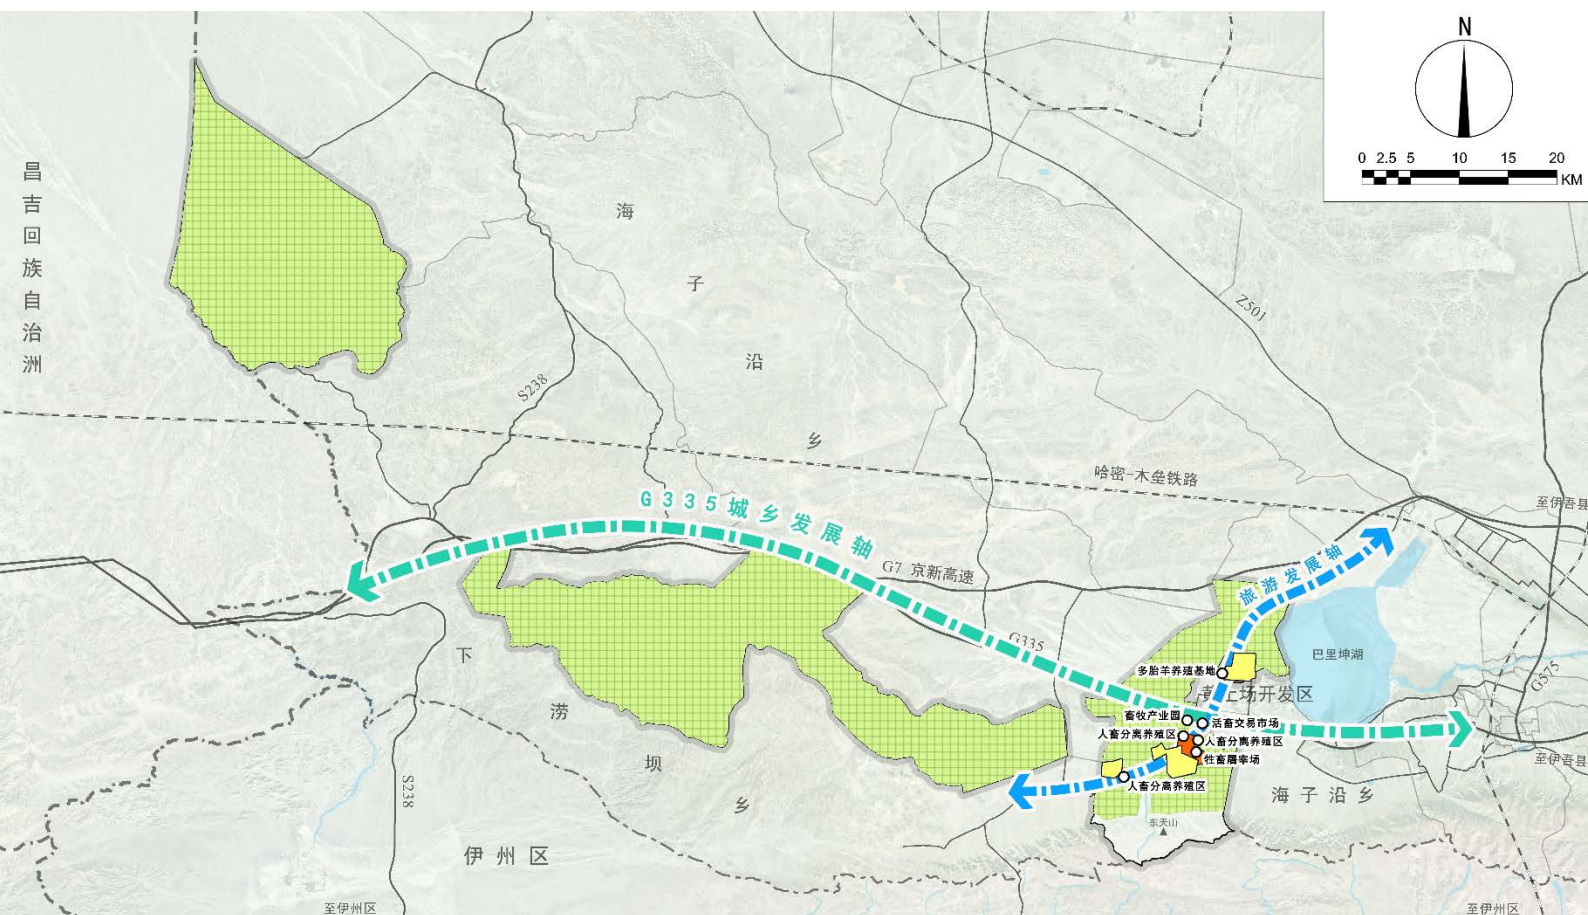 N
0 2.5 5 10 15 20
KM
昌吉回族自治洲
海子沿乡
Z501
S238
哈密-木垒铁路
至伊吾县
G335城乡发展轴
G7 京新高速
旅游发展轴
G335
巴里坤湖
多胎羊养殖基地
场开发区
G575
畜牧产业园
活畜交易市场
人畜分离养殖区
人畜分离养殖区
牲畜屠宰场
至伊吾县
人畜分离养殖区
海子沿乡
下涝坝乡
S238
东天山
伊州区
至伊州区
至伊州区